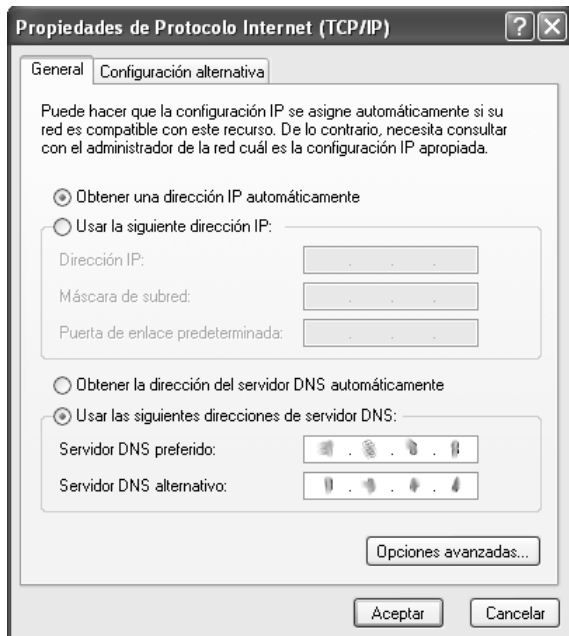 Propiedades de Protocolo Internet (TCP/IP)
General
Configuración alternativa
Puede hacer que la configuración IP se asigne automáticamente si su
red es compatible con este recurso. De lo contrario, necesita consultar
con el administrador de la red cuál es la configuración IP apropiada.
Obtener una dirección IP automáticamente
Usar la siguiente dirección IP:
Dirección IP:
Máscara de subred:
Puerta de enlace predeterminada:
Obtener la dirección del servidor DNS automáticamente
Usar las siguientes direcciones de servidor DNS:
Servidor DNS preferido:
Servidor DNS alternativo:
Opciones avanzadas...
Aceptar
Cancelar